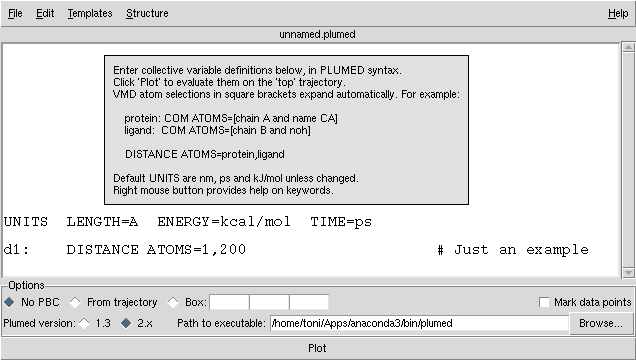 File Edit Templates Structure Help
unnamed.plumed
Enter collective variable definitions below, in PLUMED syntax.
Click 'Plot' to evaluate them on the 'top' trajectory.
VMD atom selections in square brackets expand automatically. For example:
protein: COM ATOMS=[chain A and name CA]
ligand: COM ATOMS=[chain B and noh]
DISTANCE ATOMS=protein,ligand
Default UNITS are nm, ps and kJ/mol unless changed.
Right mouse button provides help on keywords.
UNITS LENGTH=A ENERGY=kcal/mol TIME=ps
d1: DISTANCE ATOMS=1,200 # Just an example
Options
No PBC From trajectory Box: Mark data points
Plumed version: 1.3 2.x Path to executable: /home/toni/Apps/anaconda3/bin/plumed Browse...
Plot